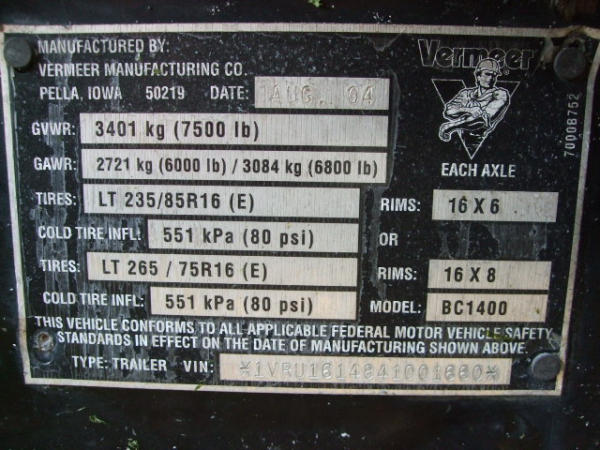 MANUFACTURED BY:
VERMEER MANUFACTURING CO.
PELLA, IOWA 50219 DATE: AUG. 04
Vermeer®
7000B752
GVWR: 3401 kg (7500 lb)
GAWR: 2721 kg (6000 lb) / 3084 kg (6800 lb) EACH AXLE
TIRES: LT 235/85R16 (E) RIMS: 16 X 6
COLD TIRE INFL: 551 kPa (80 psi) OR
TIRES: LT 265 / 75R16 (E) RIMS: 16 X 8
COLD TIRE INFL: 551 kPa (80 psi) MODEL: BC1400
THIS VEHICLE CONFORMS TO ALL APPLICABLE FEDERAL MOTOR VEHICLE SAFETY
STANDARDS IN EFFECT ON THE DATE OF MANUFACTURING SHOWN ABOVE.
TYPE: TRAILER VIN: